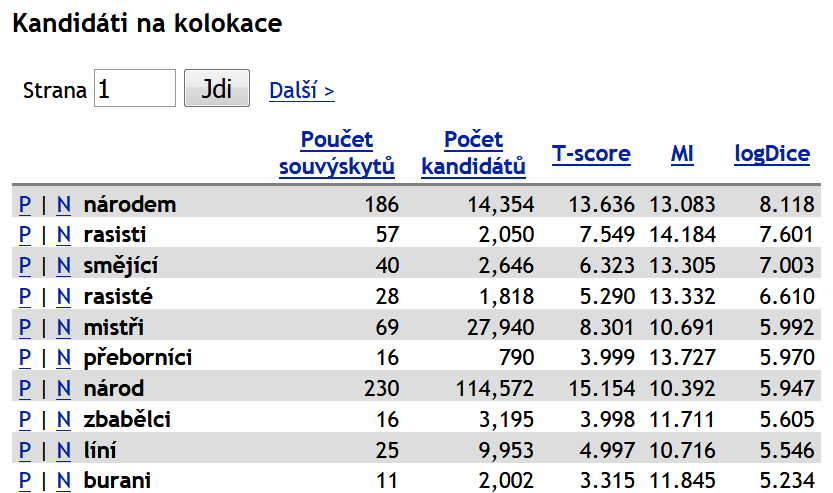 Kandidáti na kolokace
Strana 1 Jdi Další >
Poučet souvýskytů Počet kandidátů T-score MI logDice
P | N národem 186 14,354 13.636 13.083 8.118
P | N rasisti 57 2,050 7.549 14.184 7.601
P | N smějící 40 2,646 6.323 13.305 7.003
P | N rasisté 28 1,818 5.290 13.332 6.610
P | N mistři 69 27,940 8.301 10.691 5.992
P | N přeborníci 16 790 3.999 13.727 5.970
P | N národ 230 114,572 15.154 10.392 5.947
P | N zbabělci 16 3,195 3.998 11.711 5.605
P | N líní 25 9,953 4.997 10.716 5.546
P | N burani 11 2,002 3.315 11.845 5.234